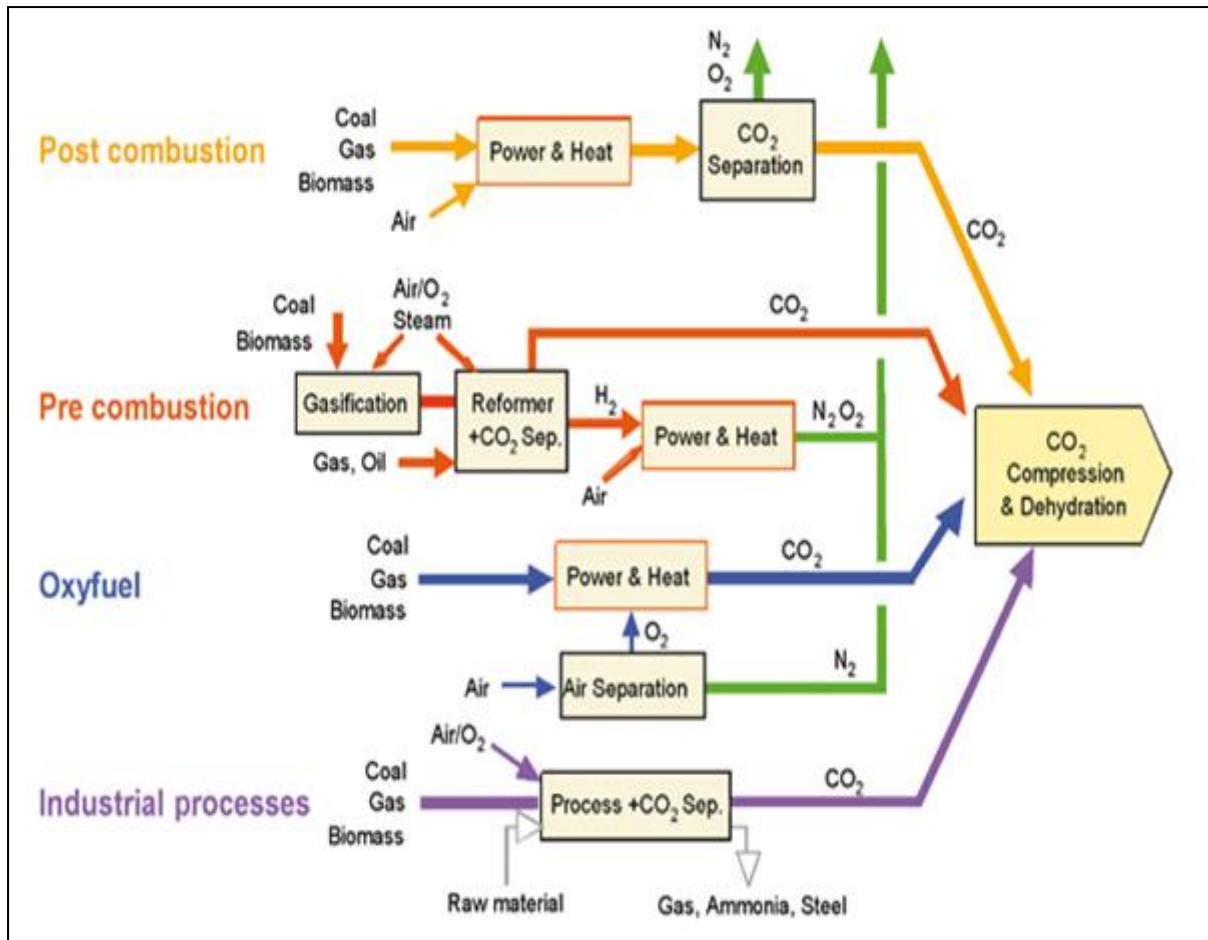 N₂
O₂
Post combustion
Coal
Gas
Biomass
Air
Power & Heat
CO₂
Separation
CO₂
Pre combustion
Coal
Biomass
Air/O₂
Steam
Gasification
Gas, Oil
Reformer
+CO₂ Sep.
H₂
Air
Power & Heat
N₂O₂
CO₂
CO₂
Compression
& Dehydration
Oxyfuel
Coal
Gas
Biomass
Power & Heat
CO₂
O₂
Air
Air Separation
N₂
Industrial processes
Air/O₂
Coal
Gas
Biomass
Process +CO₂ Sep.
CO₂
Raw material
Gas, Ammonia, Steel